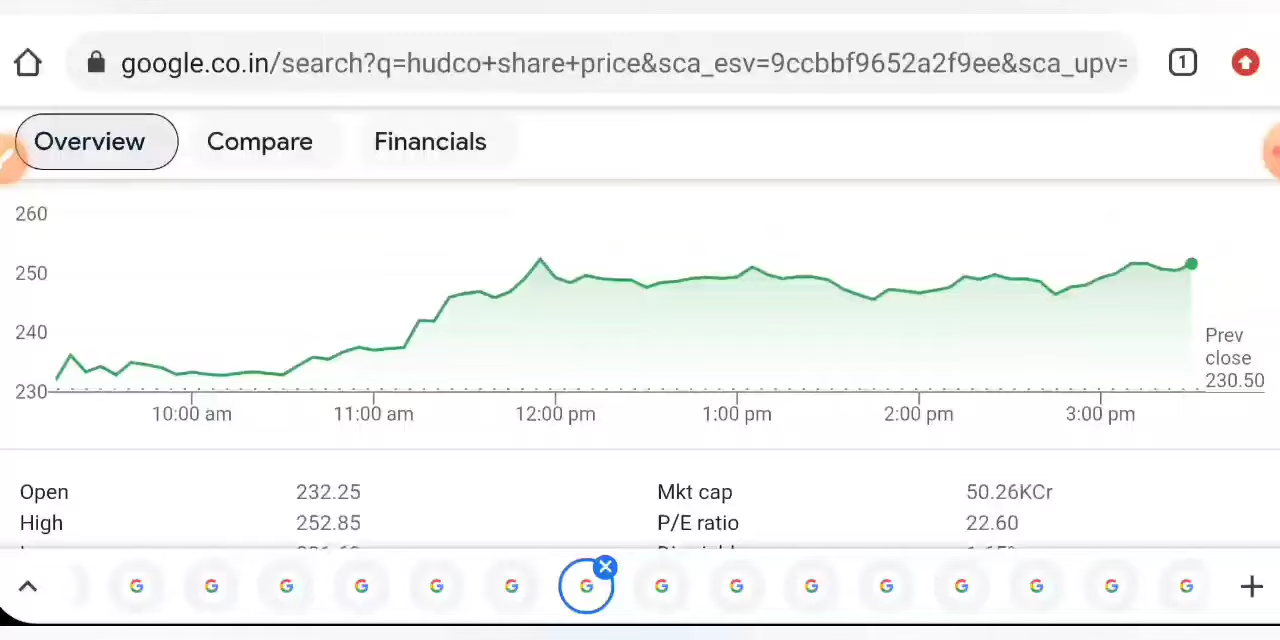 google.co.in/search?q=hudco+share+price&sca_esv=9ccbbf9652a2f9ee&sca_upv=
1
Overview Compare Financials
260
250
240
230
Prev
close
230.50
10:00 am 11:00 am 12:00 pm 1:00 pm 2:00 pm 3:00 pm
Open 232.25 Mkt cap 50.26KCr
High 252.85 P/E ratio 22.60